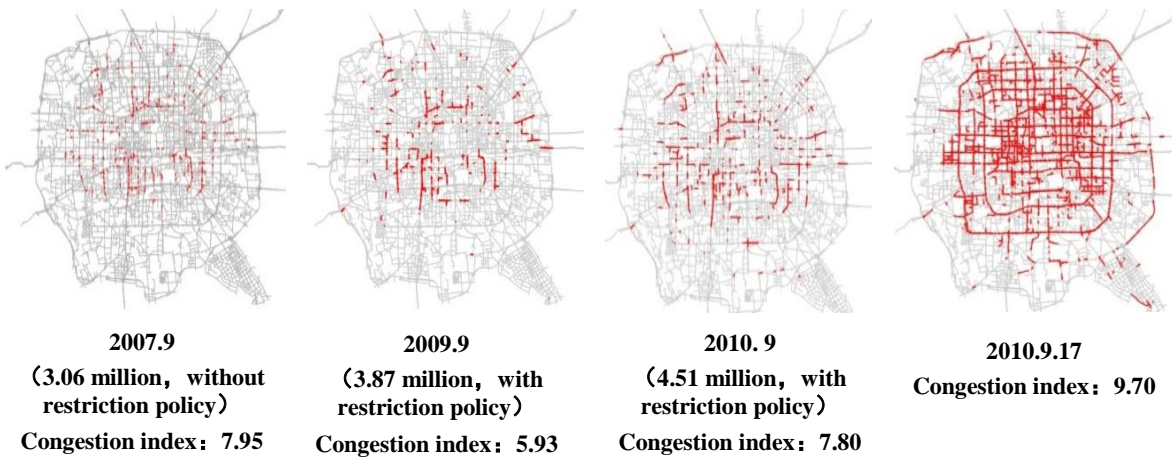 2007.9
（3.06 million，without
restriction policy）
Congestion index：7.95
2009.9
（3.87 million，with
restriction policy）
Congestion index：5.93
2010. 9
（4.51 million，with
restriction policy）
Congestion index：7.80
2010.9.17
Congestion index：9.70